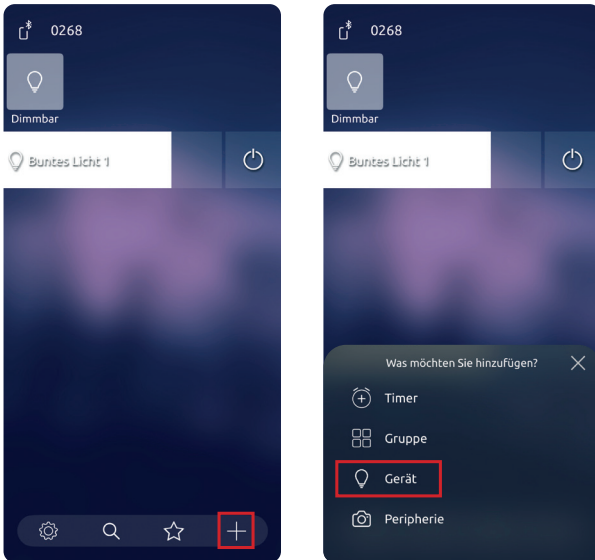 0268
Dimmbar
Buntes Licht 1
0268
Dimmbar
Buntes Licht 1
Was möchten Sie hinzufügen?
Timer
Gruppe
Gerät
Peripherie